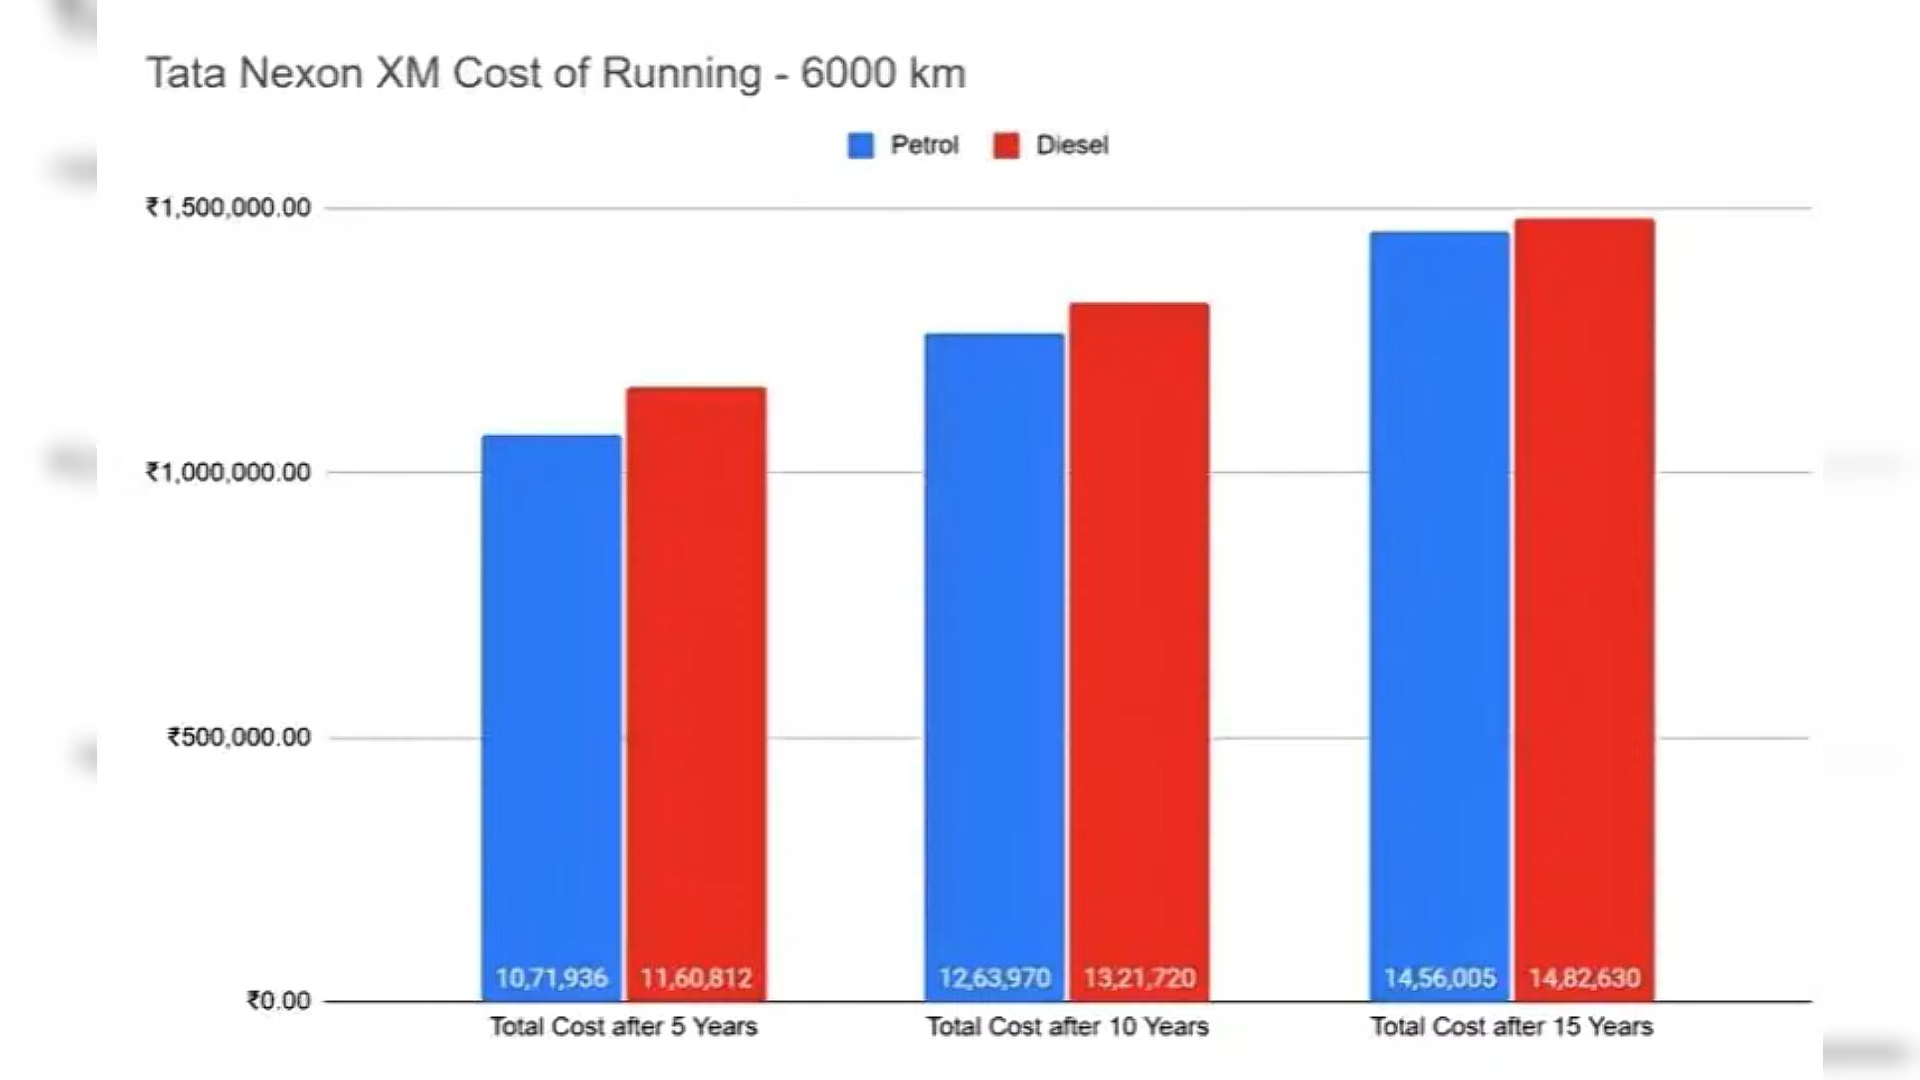 Tata Nexon XM Cost of Running - 6000 km
Petrol Diesel
₹1,500,000.00
₹1,000,000.00
₹500,000.00
₹0.00
10,71,936 11,60,812 12,63,970 13,21,720 14,56,005 14,82,630
Total Cost after 5 Years Total Cost after 10 Years Total Cost after 15 Years